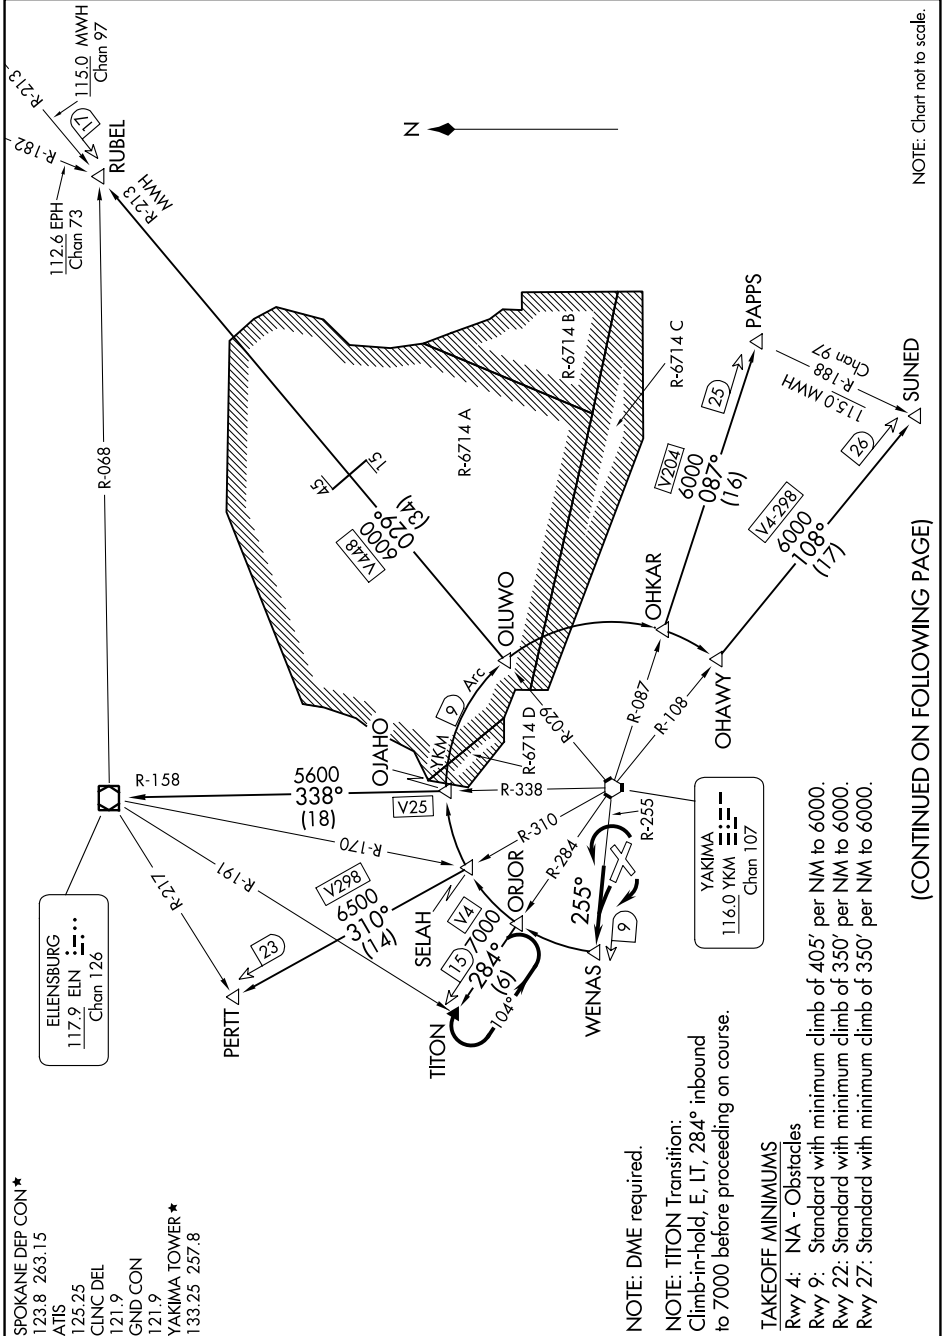 SPOKANE DEP CON★
123.8 263.15
ATIS
125.25
CLNC DEL
121.9
GND CON
121.9
YAKIMA TOWER★
133.25 257.8
ELLENSBURG
117.9 ELN
Chan 126
R-158
R-068
R-217
R-191
R-170
112.6 EPH
Chan 73
R-182
R-213
115.0 MWH
Chan 97
17
RUBEL
R-213
MWH
N
5600
338°
(18)
V25
OJAHO
V448
6000
029°
(34)
45
15
R-6714 A
R-6714 B
R-6714 C
R-6714 D
PERTT
23
V298
6500
310°
(14)
SELAH
V4
7000
284°
(6)
15
104°
TITON
ORJOR
9
YKM
Arc
OLUWO
R-338
R-310
R-284
R-029
R-087
R-108
R-255
255°
9
WENAS
YAKIMA
116.0 YKM
Chan 107
OHKAR
OHAWY
V204
6000
087°
(16)
25
PAPPS
115.0 MWH
R-188
Chan 97
V4-298
6000
108°
(17)
26
SUNED
NOTE: Chart not to scale.
NOTE: DME required.
NOTE: TITON Transition:
Climb-in-hold, E, LT, 284° inbound
to 7000 before proceeding on course.
TAKEOFF MINIMUMS
Rwy 4: NA - Obstacles
Rwy 9: Standard with minimum climb of 405' per NM to 6000.
Rwy 22: Standard with minimum climb of 350' per NM to 6000.
Rwy 27: Standard with minimum climb of 350' per NM to 6000.
(CONTINUED ON FOLLOWING PAGE)